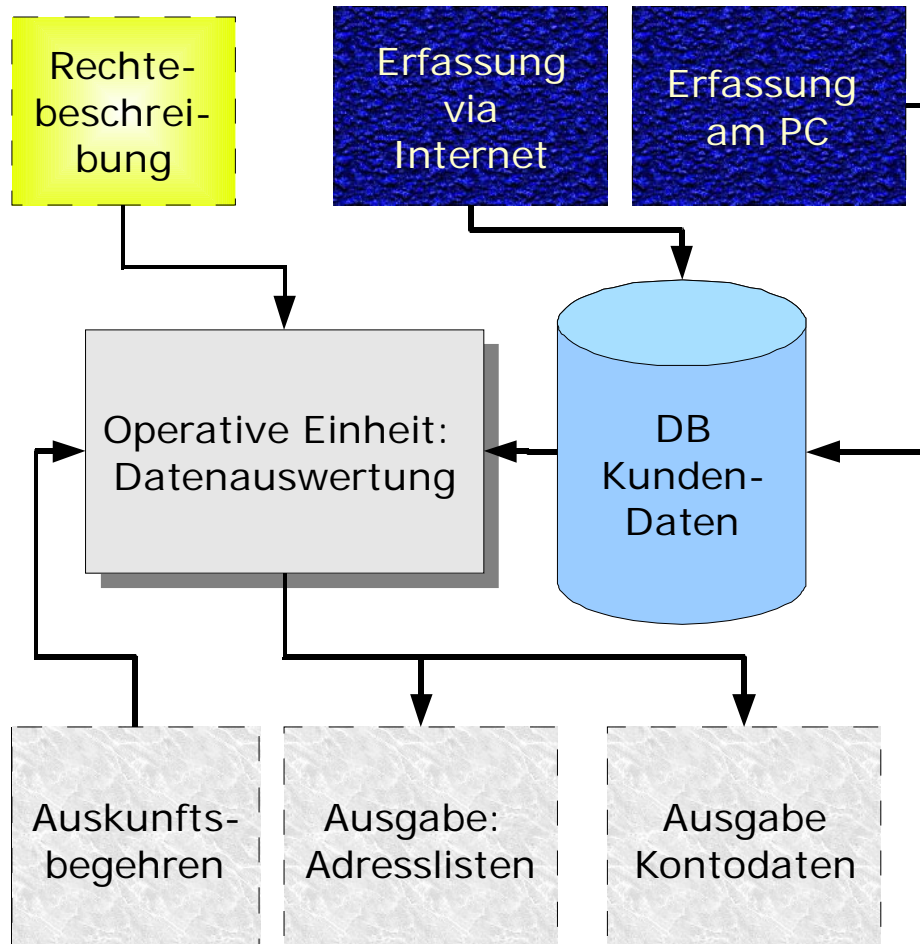 Rechte-
beschrei-
bung
Erfassung
via
Internet
Erfassung
am PC
Operative Einheit:
Datenauswertung
DB
Kunden-
Daten
Auskunfts-
begehren
Ausgabe:
Adresslisten
Ausgabe
Kontodaten